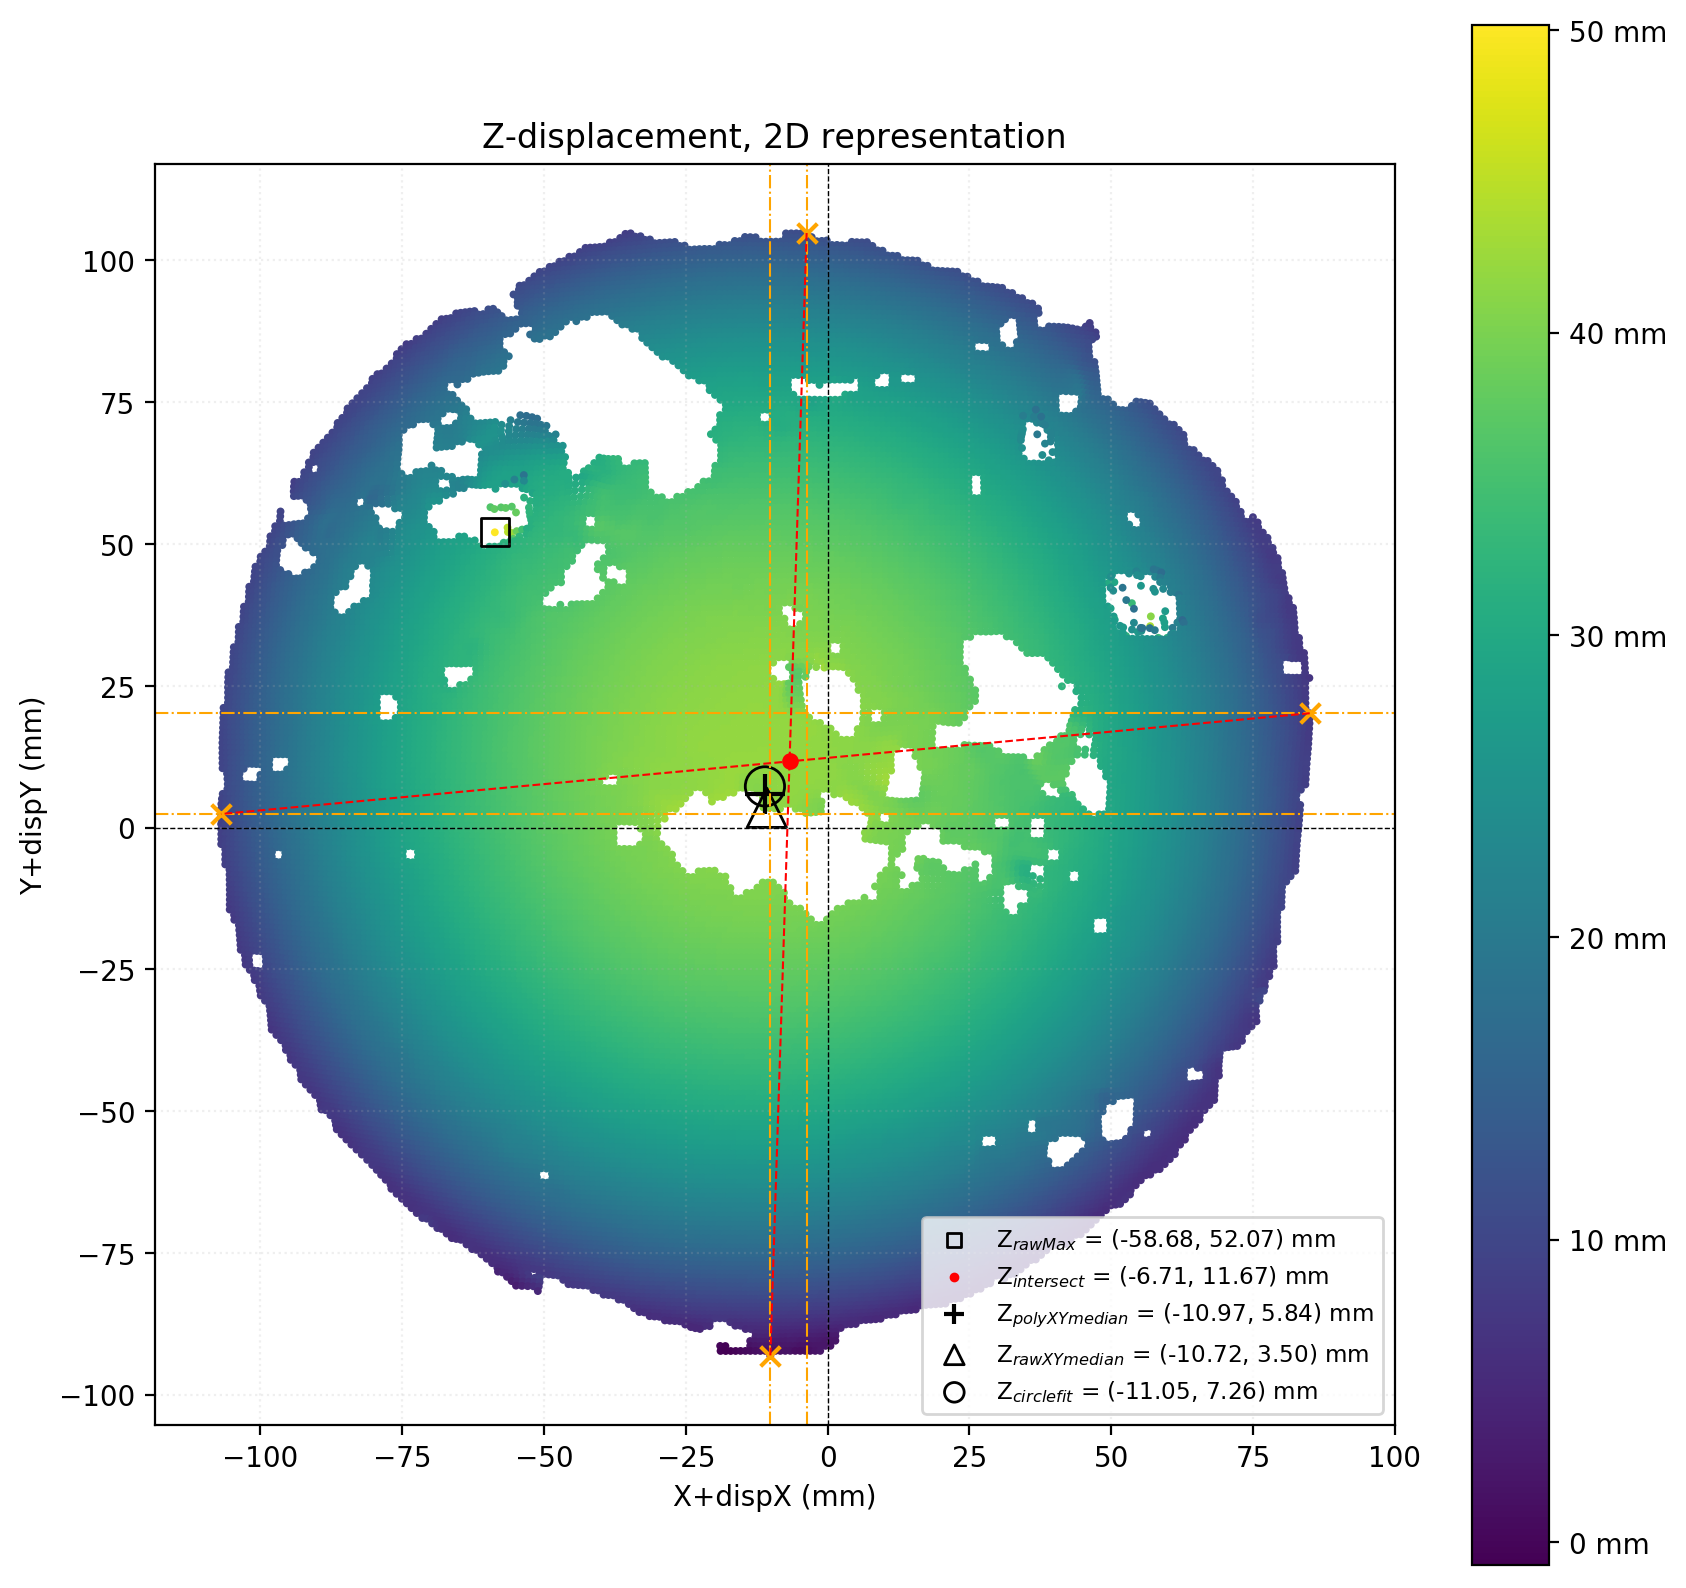 Z-displacement, 2D representation
50 mm
40 mm
30 mm
20 mm
10 mm
0 mm
Y+dispY (mm)
100
75
50
25
0
−25
−50
−75
−100
−100
−75
−50
−25
0
25
50
75
100
X+dispX (mm)
Z_rawMax = (-58.68, 52.07) mm
Z_intersect = (-6.71, 11.67) mm
Z_polyXYmedian = (-10.97, 5.84) mm
Z_rawXYmedian = (-10.72, 3.50) mm
Z_circlefit = (-11.05, 7.26) mm